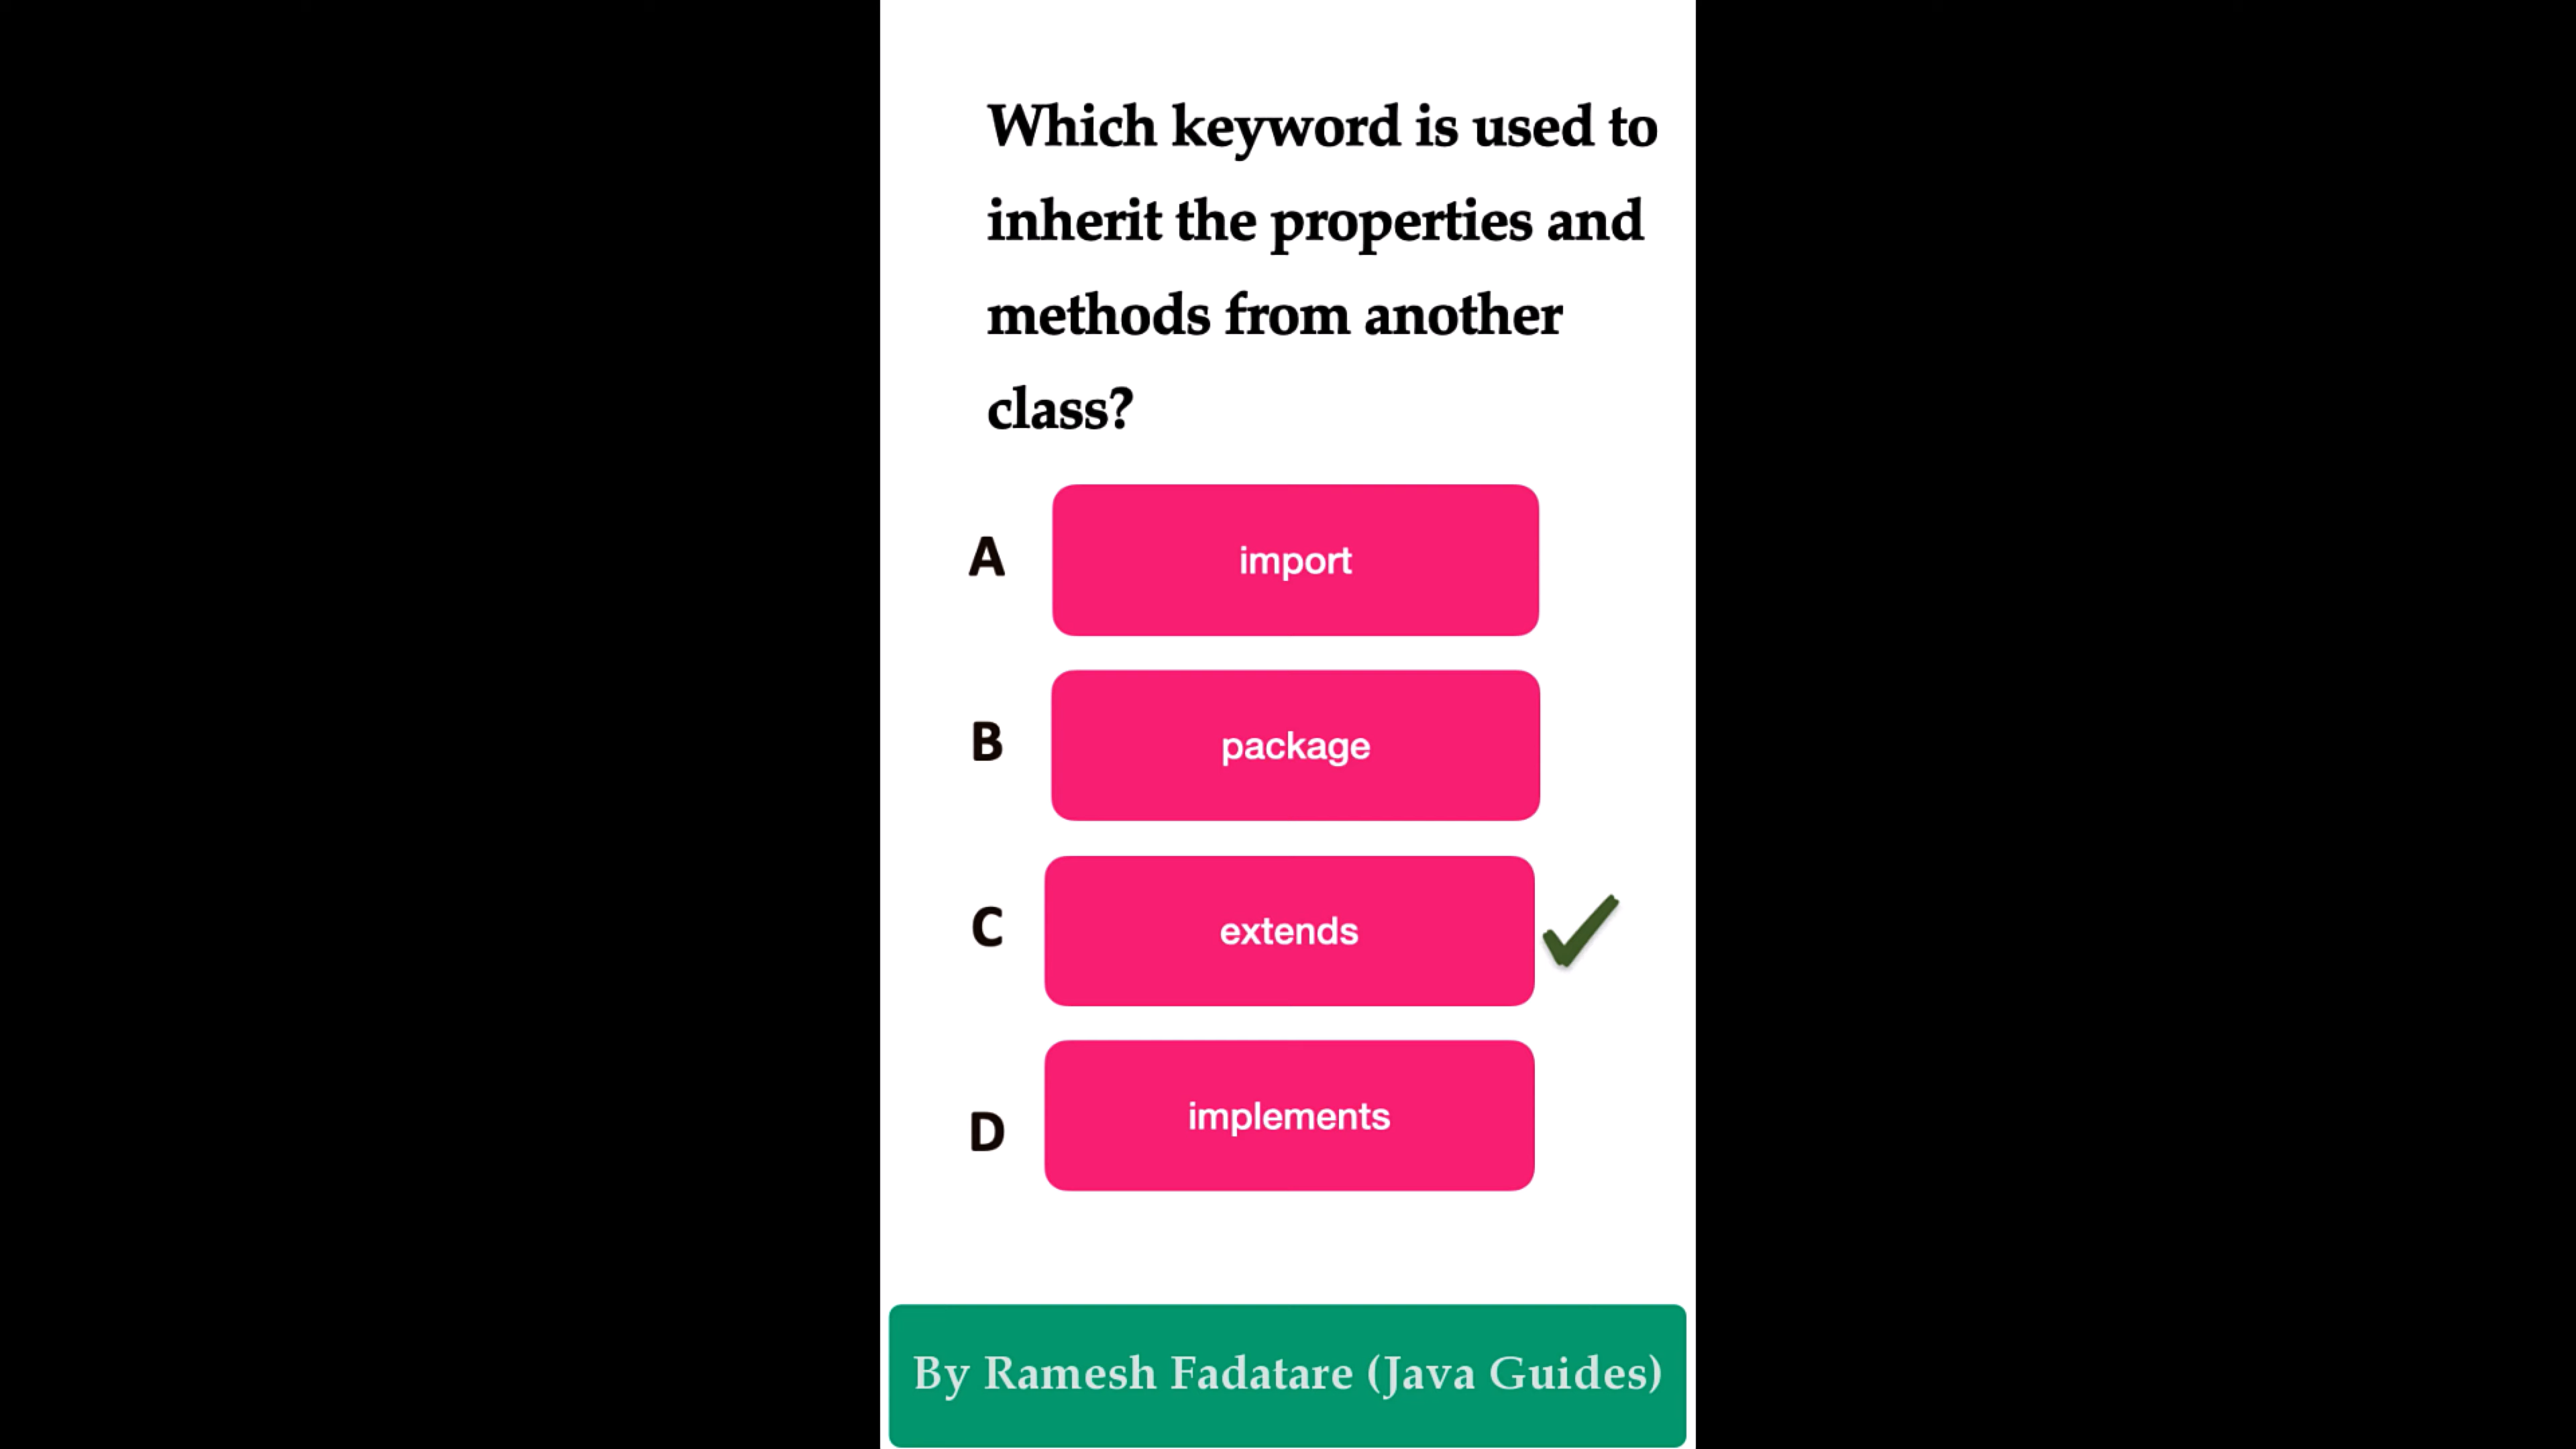 Which keyword is used to
inherit the properties and
methods from another
class?
A import
B package
C extends
D implements
By Ramesh Fadatare (Java Guides)